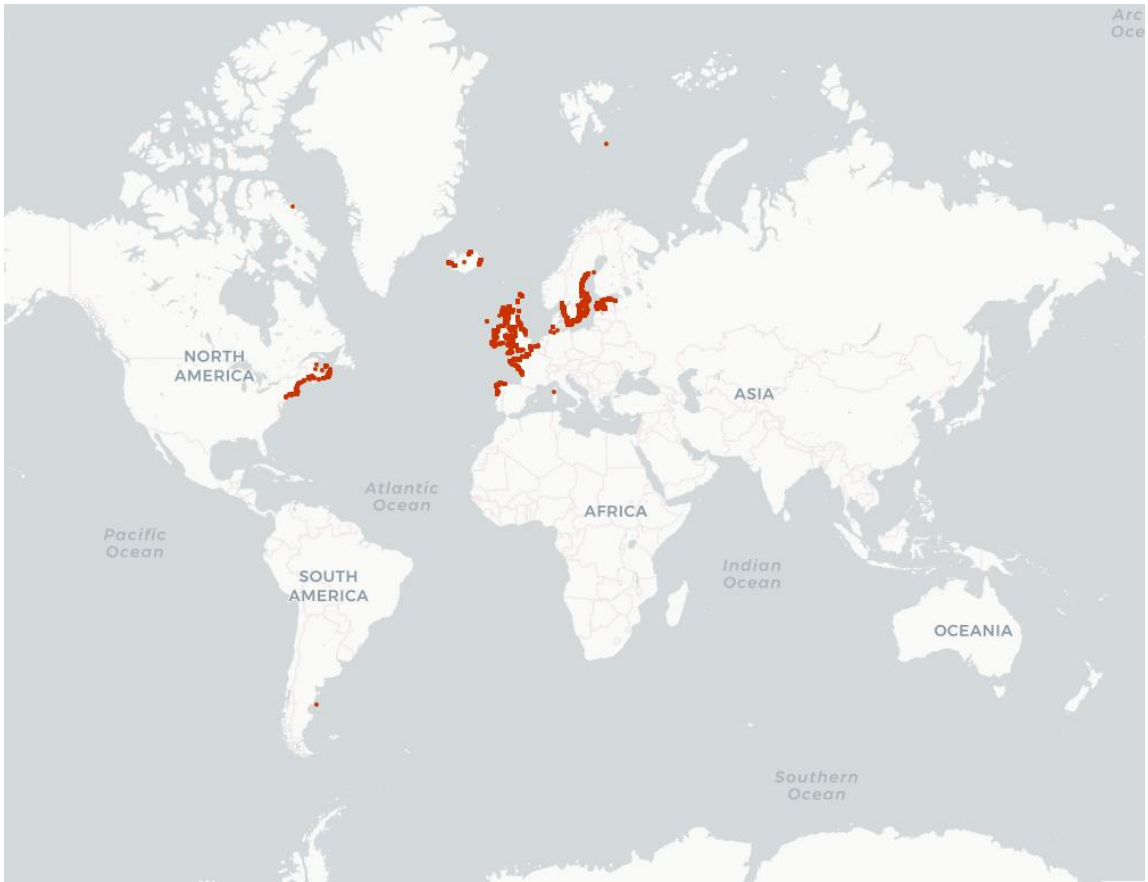 Arc
Oce
NORTH
AMERICA
ASIA
Atlantic
Ocean
AFRICA
Pacific
Ocean
Indian
Ocean
SOUTH
AMERICA
OCEANIA
Southern
Ocean